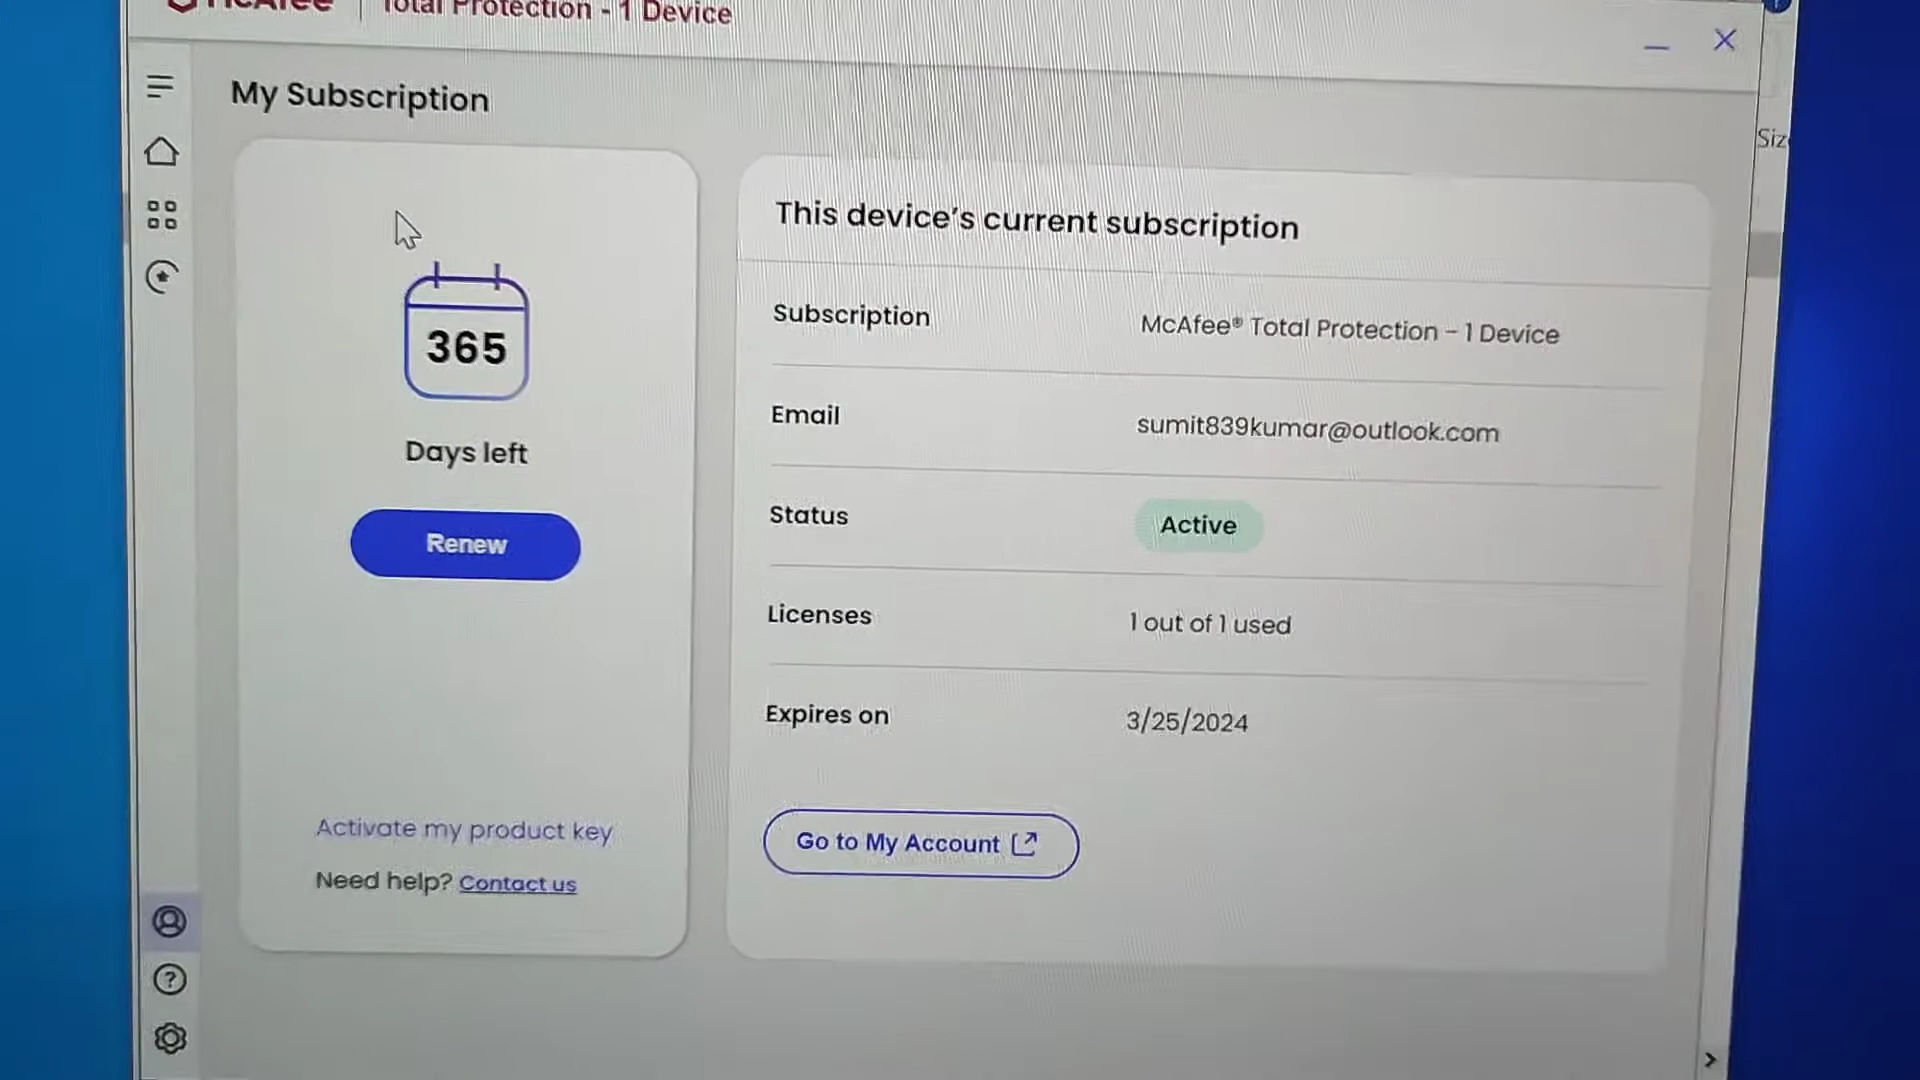 McAfee | Total Protection - 1 Device
My Subscription
365
Days left
Renew
Activate my product key
Need help? Contact us
This device's current subscription
Subscription McAfee® Total Protection – 1 Device
Email sumit839kumar@outlook.com
Status Active
Licenses 1 out of 1 used
Expires on 3/25/2024
Go to My Account